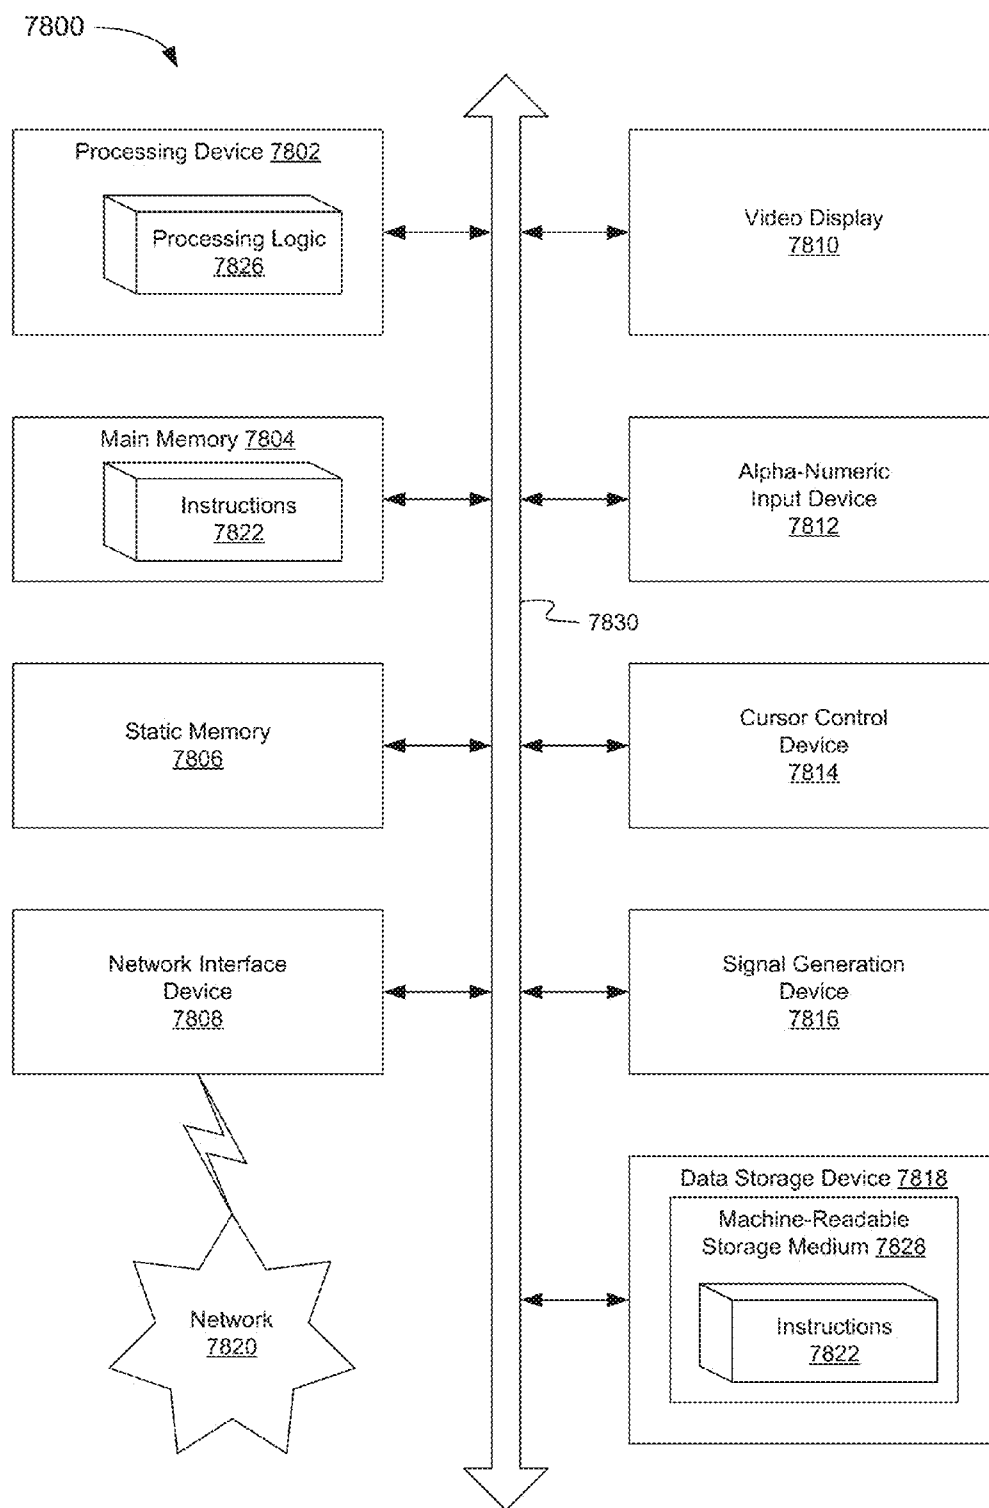 7800
Processing Device 7802
Processing Logic
7826
Video Display
7810
Main Memory 7804
Instructions
7822
Alpha-Numeric
Input Device
7812
7830
Static Memory
7806
Cursor Control
Device
7814
Network Interface
Device
7808
Signal Generation
Device
7816
Data Storage Device 7818
Machine-Readable
Storage Medium 7828
Instructions
7822
Network
7820